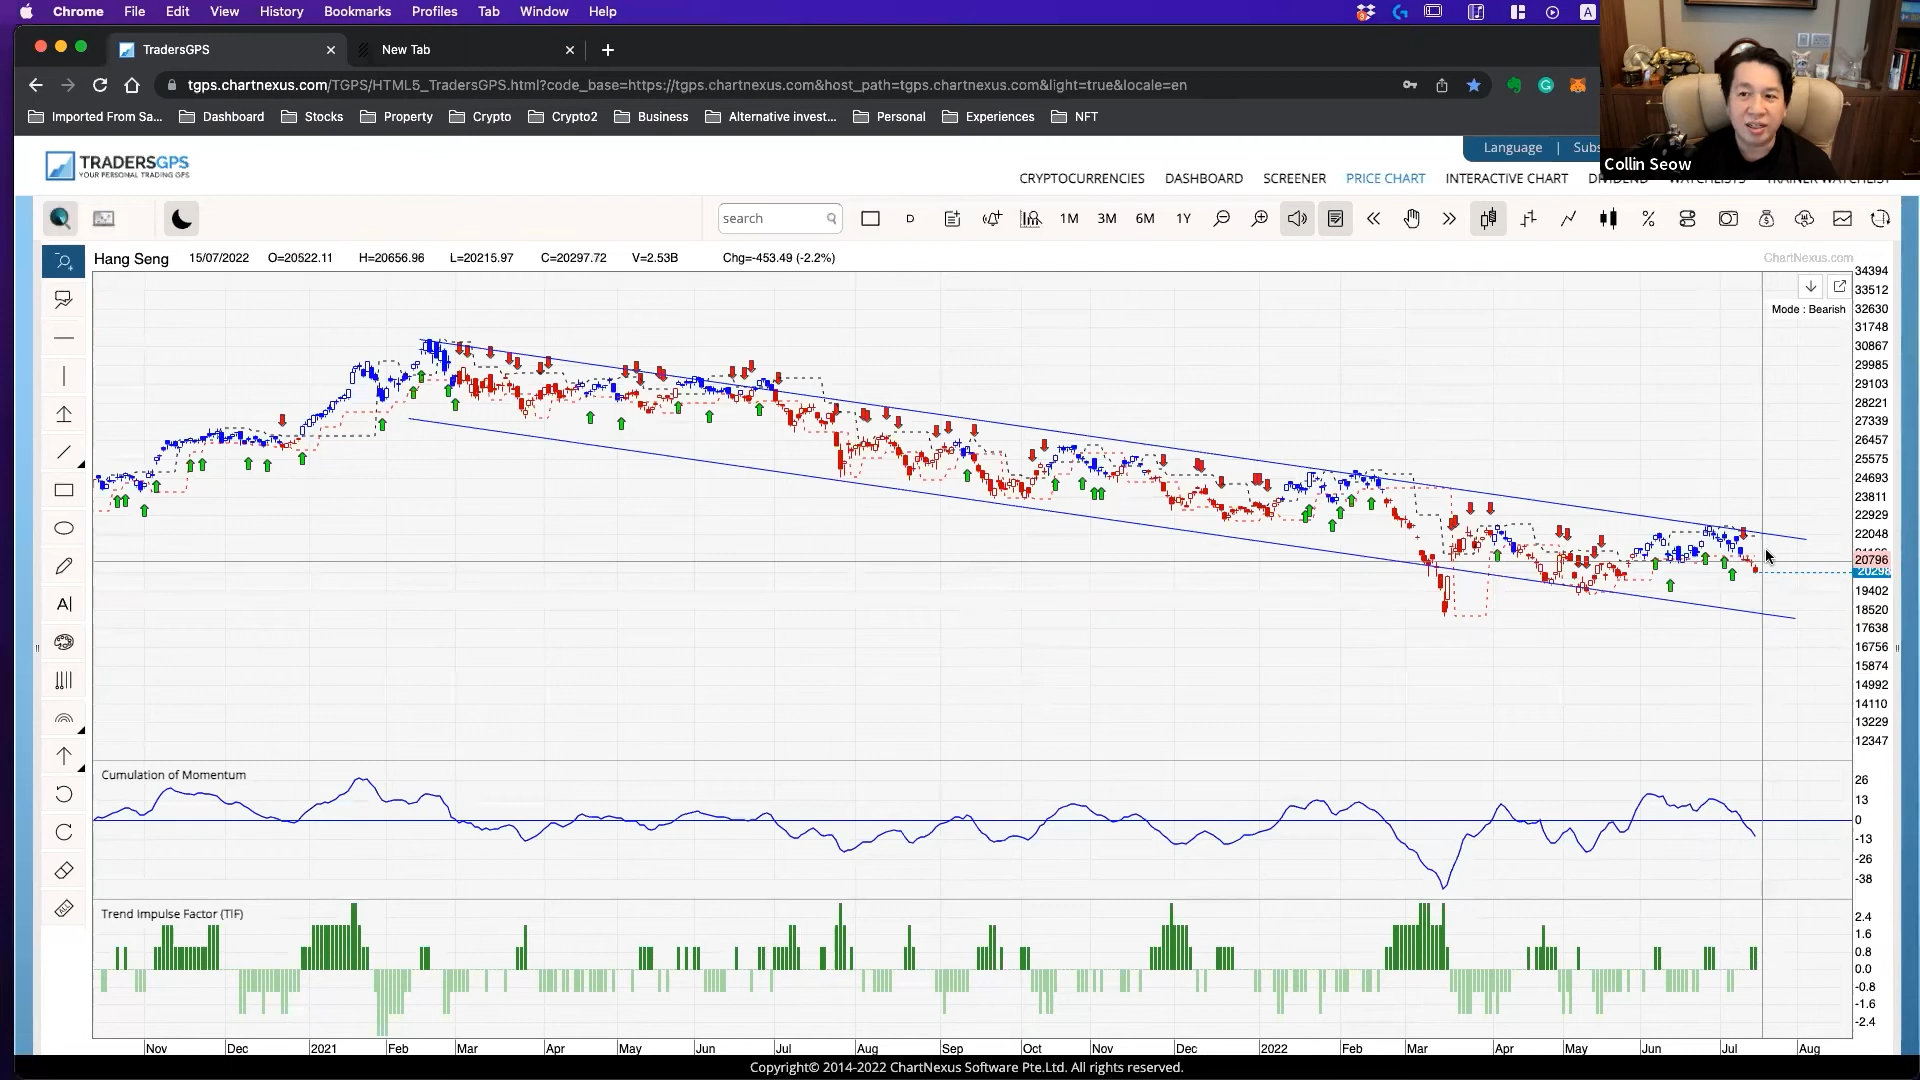 Chrome File Edit View History Bookmarks Profiles Tab Window Help
TradersGPS New Tab
tgps.chartnexus.com/TGPS/HTML5_TradersGPS.html?code_base=https://tgps.chartnexus.com&host_path=tgps.chartnexus.com&light=true&locale=en
Imported From Sa... Dashboard Stocks Property Crypto Crypto2 Business Alternative invest... Personal Experiences NFT
Collin Seow
TRADERSGPS
YOUR PERSONAL TRADING GPS
Language | Subs
CRYPTOCURRENCIES DASHBOARD SCREENER PRICE CHART INTERACTIVE CHART
search D 1M 3M 6M 1Y
Hang Seng 15/07/2022 O=20522.11 H=20656.96 L=20215.97 C=20297.72 V=2.53B Chg=-453.49 (-2.2%)
ChartNexus.com
Mode : Bearish
34394
33512
32630
31748
30867
29985
29103
28221
27339
26457
25575
24693
23811
22929
22048
20796
20298
19402
18520
17638
16756
15874
14992
14110
13229
12347
Cumulation of Momentum
26
13
0
-13
-26
-38
Trend Impulse Factor (TIF)
2.4
1.6
0.8
0.0
-0.8
-1.6
-2.4
Nov Dec 2021 Feb Mar Apr May Jun Jul Aug Sep Oct Nov Dec 2022 Feb Mar Apr May Jun Jul Aug
Copyright© 2014-2022 ChartNexus Software Pte.Ltd. All rights reserved.